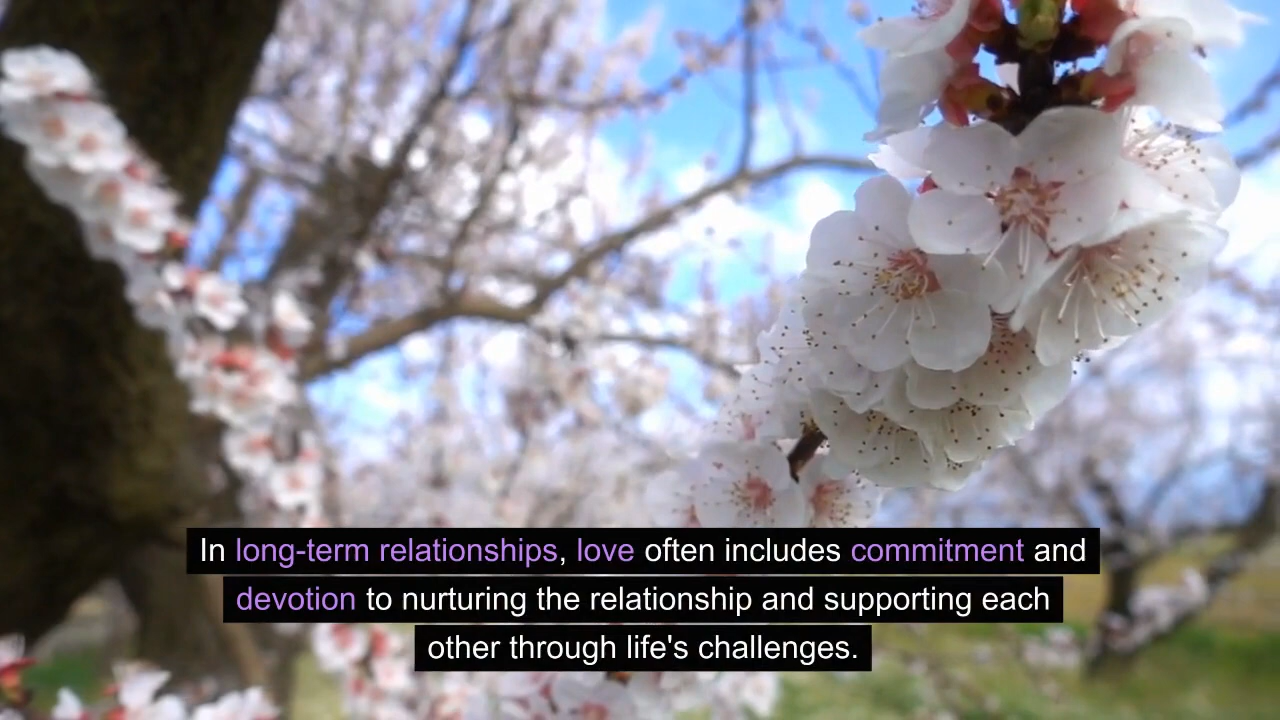 In long-term relationships, love often includes commitment and
devotion to nurturing the relationship and supporting each
other through life's challenges.